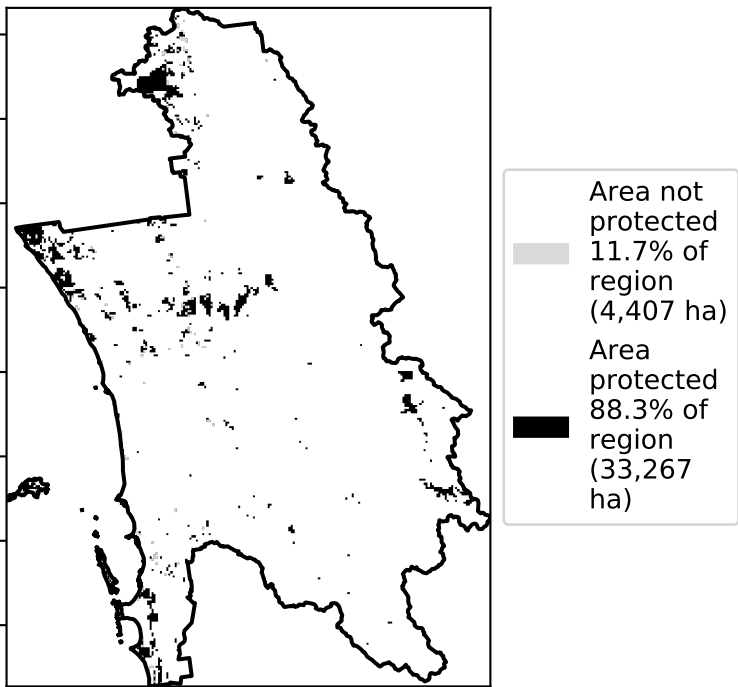 Area not
protected
11.7% of
region
(4,407 ha)
Area
protected
88.3% of
region
(33,267
ha)